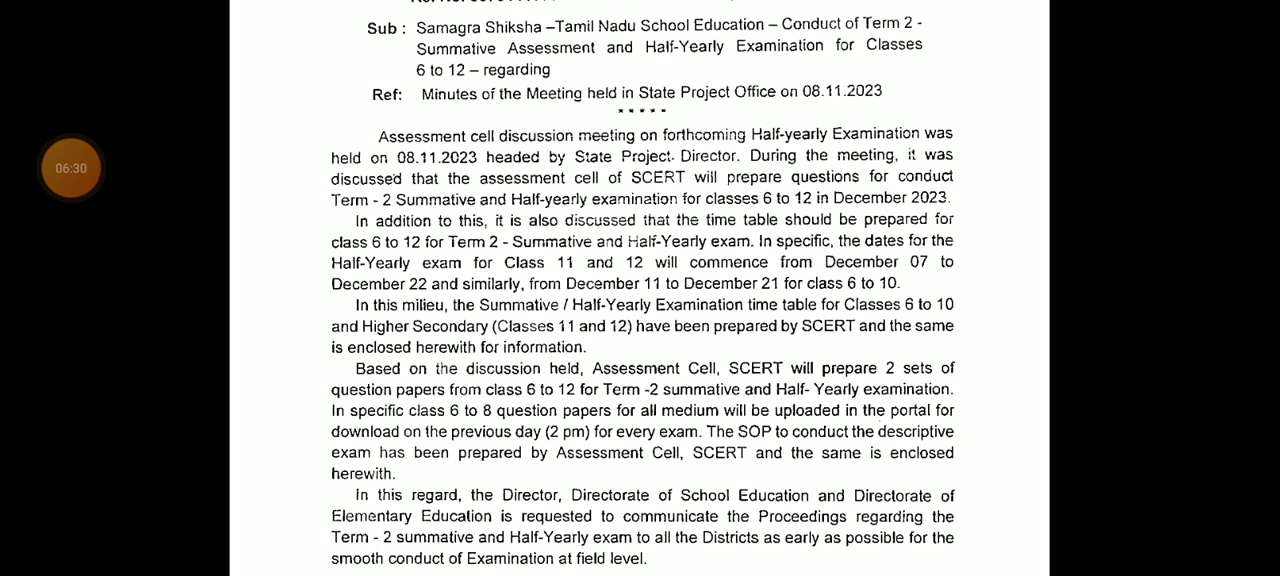 Sub : Samagra Shiksha –Tamil Nadu School Education – Conduct of Term 2 -
Summative Assessment and Half-Yearly Examination for Classes
6 to 12 – regarding
Ref: Minutes of the Meeting held in State Project Office on 08.11.2023
*****
Assessment cell discussion meeting on forthcoming Half-yearly Examination was
held on 08.11.2023 headed by State Project Director. During the meeting, it was
discussed that the assessment cell of SCERT will prepare questions for conduct
Term - 2 Summative and Half-yearly examination for classes 6 to 12 in December 2023.
In addition to this, it is also discussed that the time table should be prepared for
class 6 to 12 for Term 2 - Summative and Half-Yearly exam. In specific, the dates for the
Half-Yearly exam for Class 11 and 12 will commence from December 07 to
December 22 and similarly, from December 11 to December 21 for class 6 to 10.
In this milieu, the Summative / Half-Yearly Examination time table for Classes 6 to 10
and Higher Secondary (Classes 11 and 12) have been prepared by SCERT and the same
is enclosed herewith for information.
Based on the discussion held, Assessment Cell, SCERT will prepare 2 sets of
question papers from class 6 to 12 for Term -2 summative and Half- Yearly examination.
In specific class 6 to 8 question papers for all medium will be uploaded in the portal for
download on the previous day (2 pm) for every exam. The SOP to conduct the descriptive
exam has been prepared by Assessment Cell, SCERT and the same is enclosed
herewith.
In this regard, the Director, Directorate of School Education and Directorate of
Elementary Education is requested to communicate the Proceedings regarding the
Term - 2 summative and Half-Yearly exam to all the Districts as early as possible for the
smooth conduct of Examination at field level.
06:30